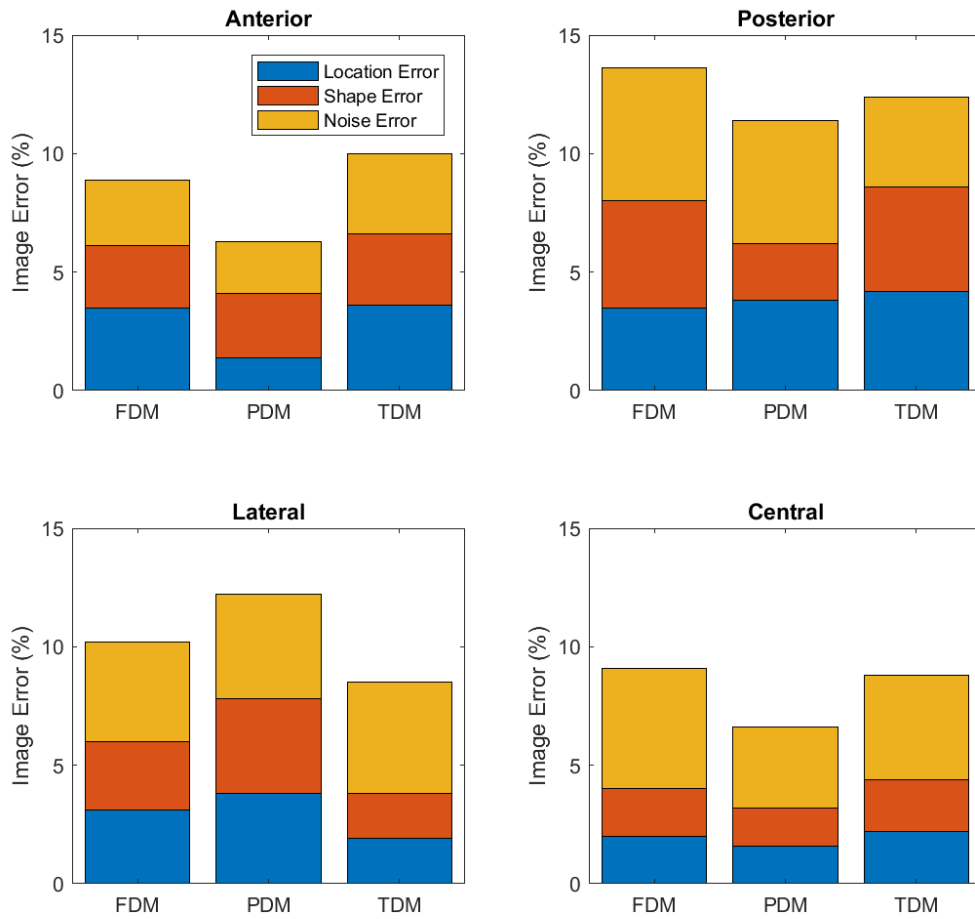 Anterior
15
10
5
0
Image Error (%)
Location Error
Shape Error
Noise Error
FDM PDM TDM
Posterior
15
10
5
0
Image Error (%)
FDM PDM TDM
Lateral
15
10
5
0
Image Error (%)
FDM PDM TDM
Central
15
10
5
0
Image Error (%)
FDM PDM TDM